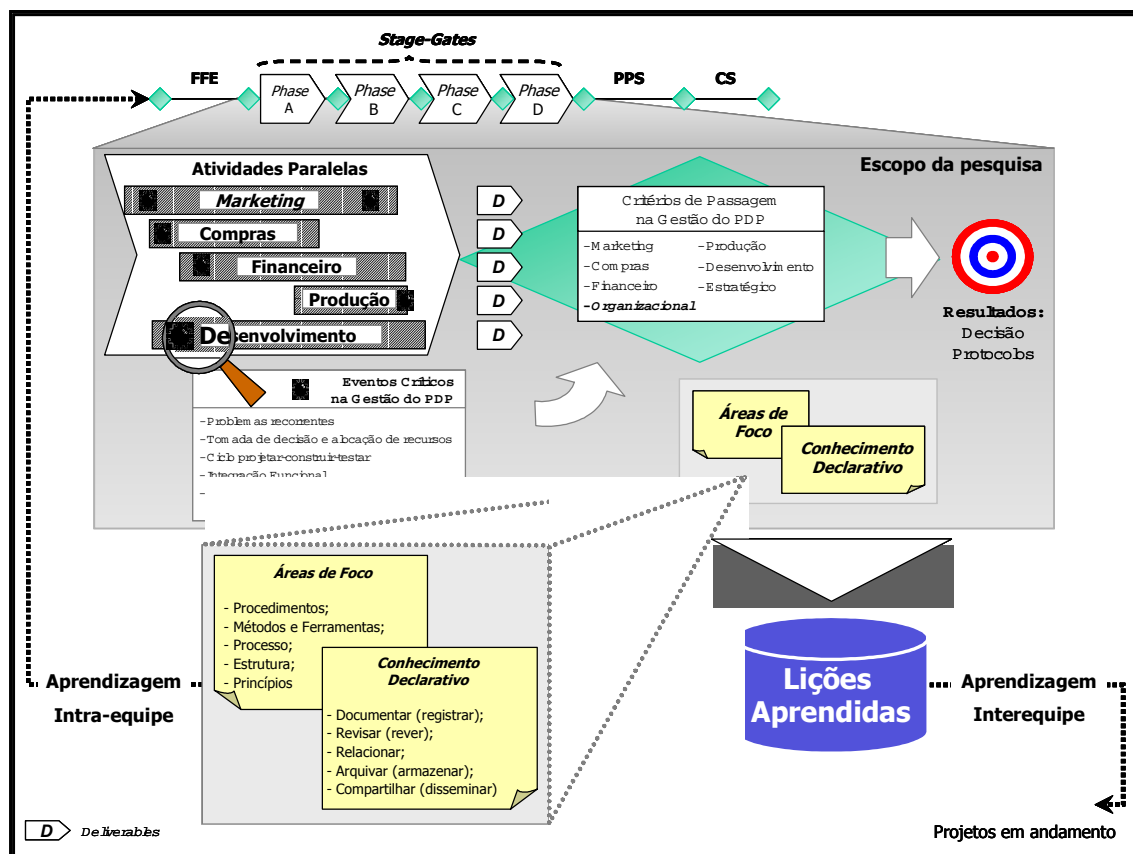 Stage-Gates
FFE
Phase
A
Phase
B
Phase
C
Phase
D
PPS
CS
Escopo da pesquisa
Atividades Paralelas
Marketing
Compras
Financeiro
Produção
Desenvolvimento
D
D
D
D
D
Critérios de Passagem
na Gestão do PDP
-Marketing
-Compras
-Financeiro
-Organizacional
-Produção
-Desenvolvimento
-Estratégico
Resultados:
Decisão
Protocolos
Eventos Críticos
na Gestão do PDP
-Problemas recorrentes
-Tomada de decisão e alocação de recursos
-Ciclo projetar-construir-testar
-Integração Funcional
-
Áreas de
Foco
Conhecimento
Declarativo
Áreas de Foco
- Procedimentos;
- Métodos e Ferramentas;
- Processo;
- Estrutura;
- Princípios
Conhecimento
Declarativo
- Documentar (registrar);
- Revisar (rever);
- Relacionar;
- Arquivar (armazenar);
- Compartilhar (disseminar)
Aprendizagem
Intra-equipe
Lições
Aprendidas
Aprendizagem
Interequipe
D Deliverables
Projetos em andamento